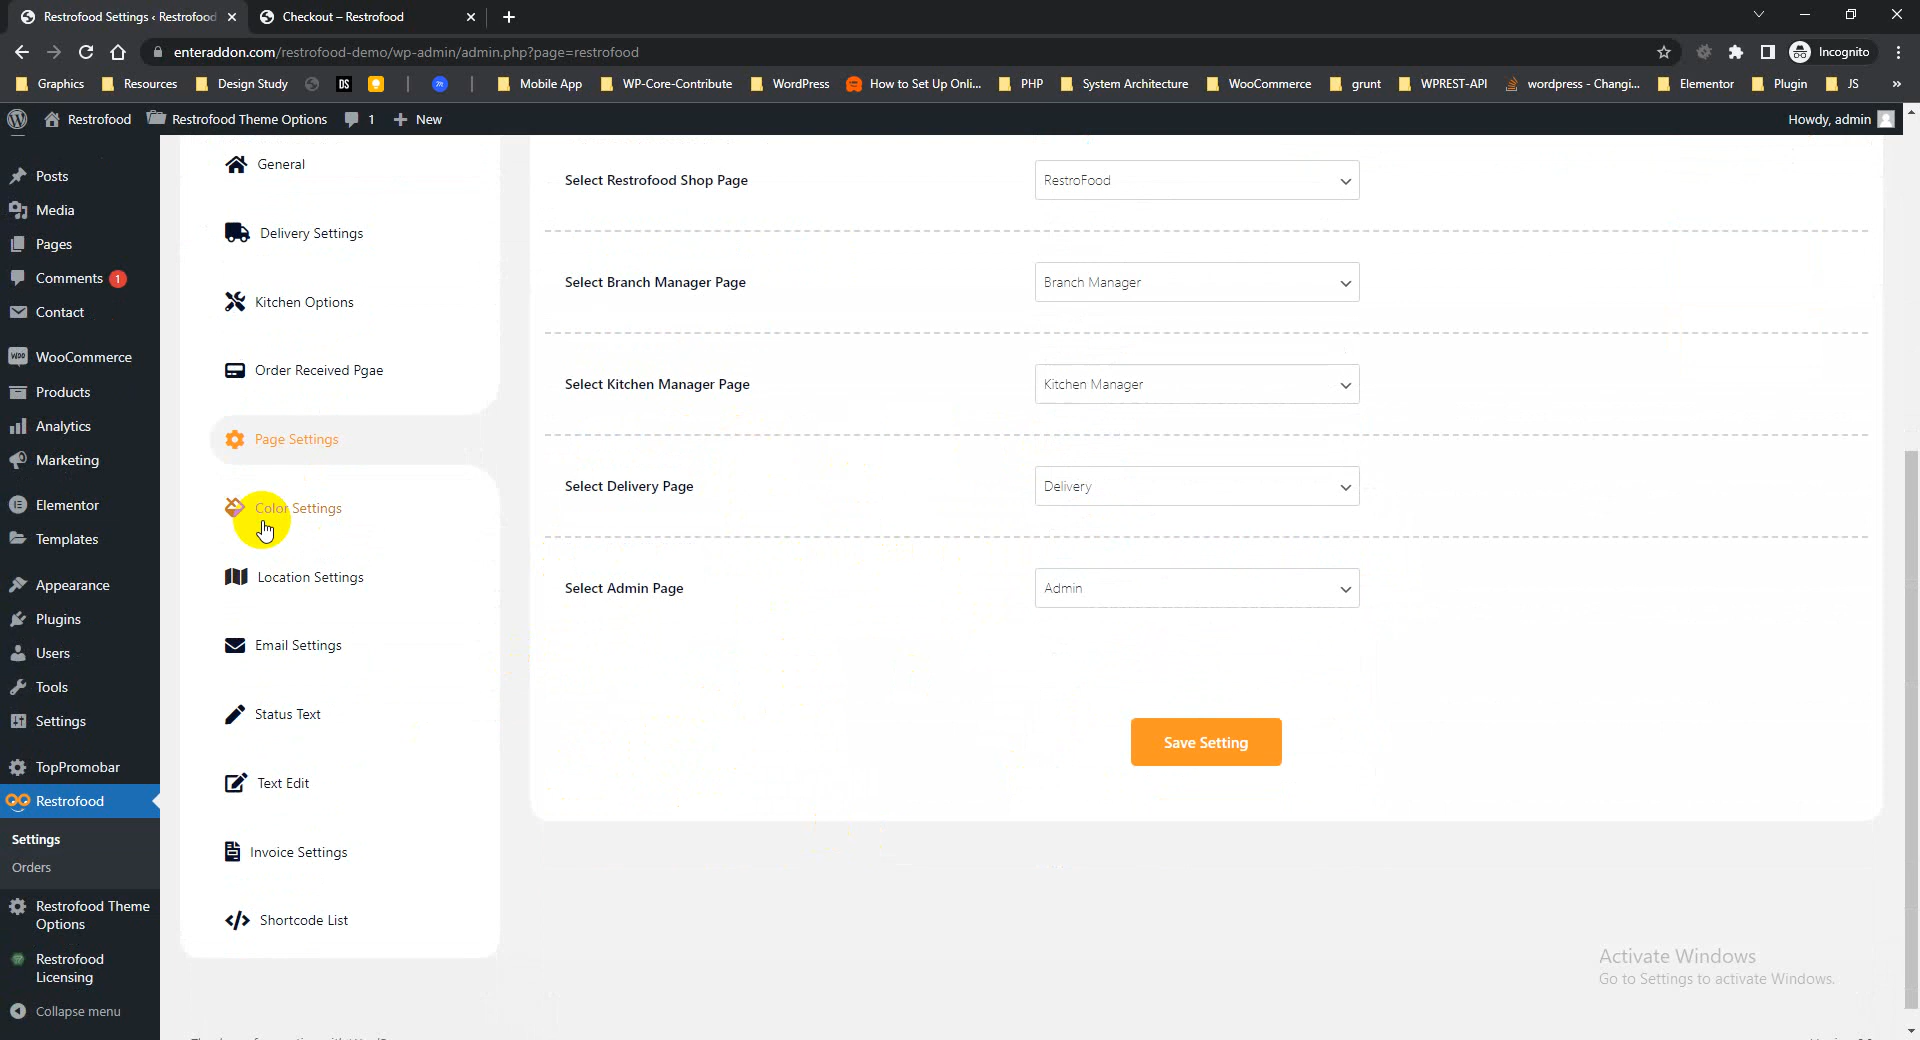 Restrofood Settings ‹ Restrofood
Checkout – Restrofood
enteraddon.com/restrofood-demo/wp-admin/admin.php?page=restrofood
Incognito
Graphics
Resources
Design Study
DS
Mobile App
WP-Core-Contribute
WordPress
How to Set Up Onli...
PHP
System Architecture
WooCommerce
grunt
WPREST-API
wordpress - Changi...
Elementor
Plugin
JS
»
Restrofood
Restrofood Theme Options
1
New
Howdy, admin
Posts
Media
Pages
Comments 1
Contact
WooCommerce
Products
Analytics
Marketing
Elementor
Templates
Appearance
Plugins
Users
Tools
Settings
TopPromobar
Restrofood
Settings
Orders
Restrofood Theme
Options
Restrofood
Licensing
Collapse menu
General
Delivery Settings
Kitchen Options
Order Received Pgae
Page Settings
Color Settings
Location Settings
Email Settings
Status Text
Text Edit
Invoice Settings
Shortcode List
Select Restrofood Shop Page
RestroFood
Select Branch Manager Page
Branch Manager
Select Kitchen Manager Page
Kitchen Manager
Select Delivery Page
Delivery
Select Admin Page
Admin
Save Setting
Activate Windows
Go to Settings to activate Windows.